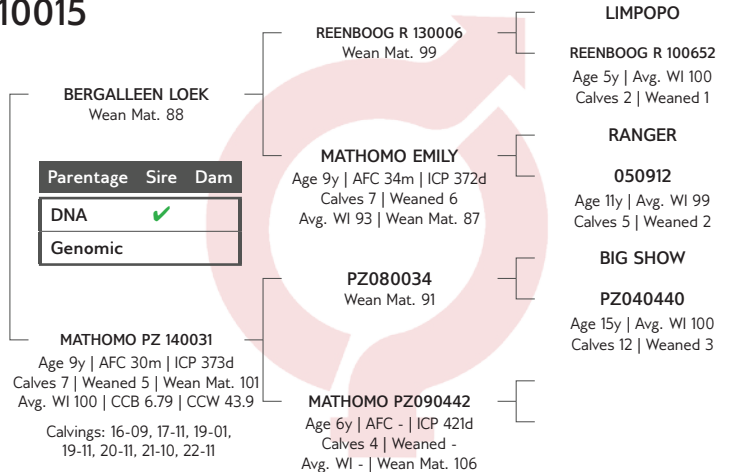 10015
BERGALLEEN LOEK
Wean Mat. 88
Parentage Sire Dam
DNA ✔
Genomic
MATHOMO PZ 140031
Age 9y | AFC 30m | ICP 373d
Calves 7 | Weaned 5 | Wean Mat. 101
Avg. WI 100 | CCB 6.79 | CCW 43.9
Calvings: 16-09, 17-11, 19-01,
19-11, 20-11, 21-10, 22-11
REENBOOG R 130006
Wean Mat. 99
MATHOMO EMILY
Age 9y | AFC 34m | ICP 372d
Calves 7 | Weaned 6
Avg. WI 93 | Wean Mat. 87
PZ080034
Wean Mat. 91
MATHOMO PZ090442
Age 6y | AFC - | ICP 421d
Calves 4 | Weaned -
Avg. WI - | Wean Mat. 106
LIMPOPO
REENBOOG R 100652
Age 5y | Avg. WI 100
Calves 2 | Weaned 1
RANGER
050912
Age 11y | Avg. WI 99
Calves 5 | Weaned 2
BIG SHOW
PZ040440
Age 15y | Avg. WI 100
Calves 12 | Weaned 3